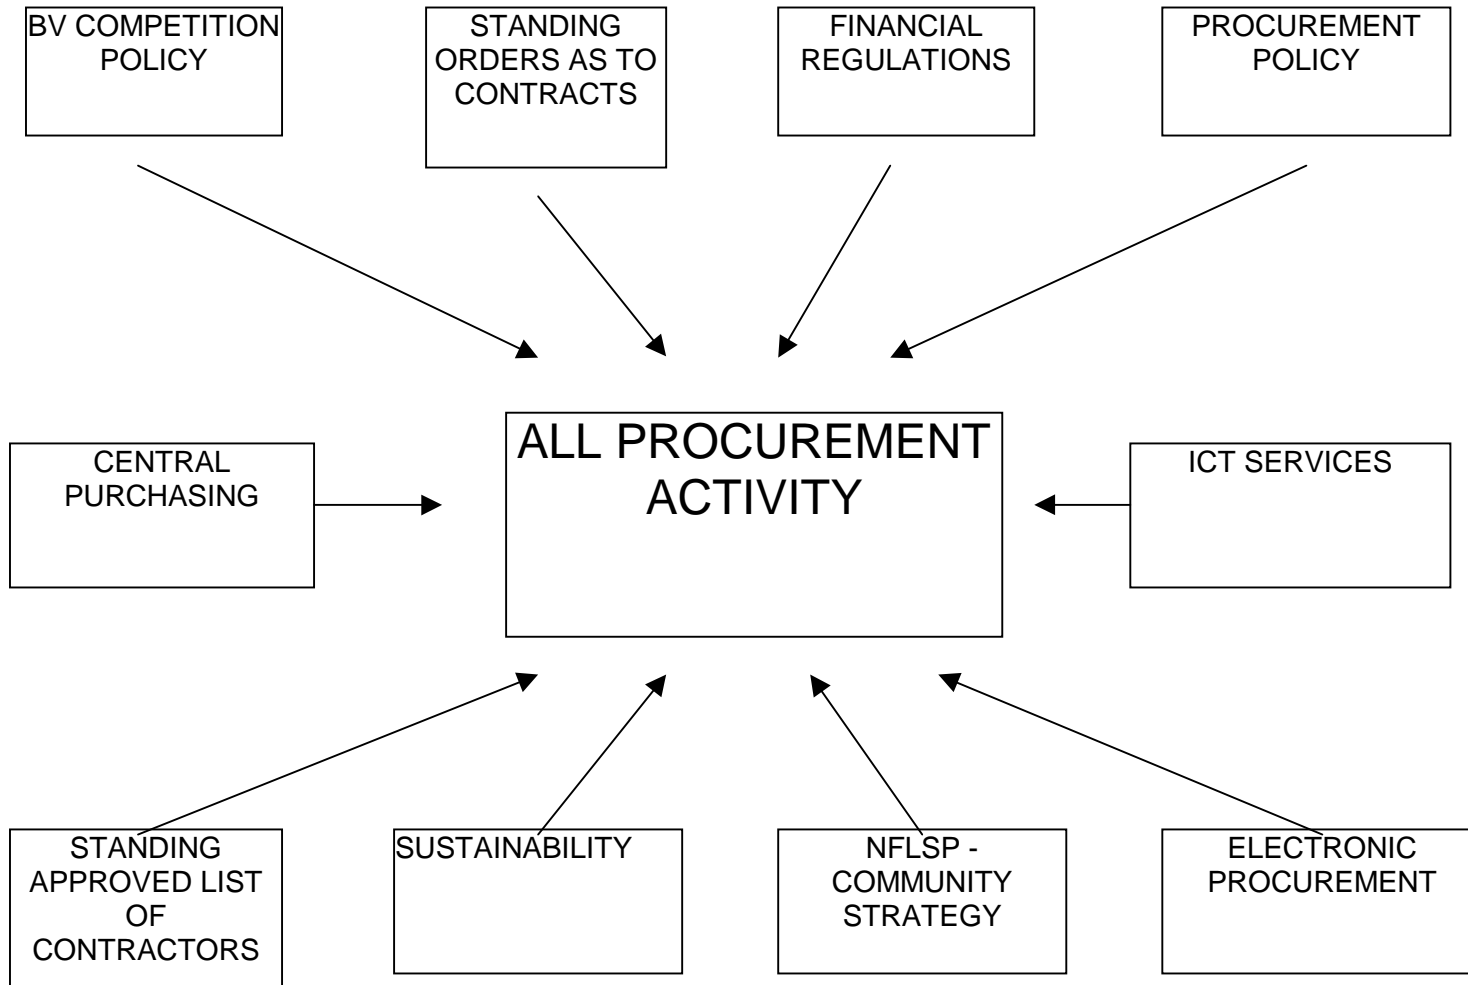 BV COMPETITION
POLICY
STANDING
ORDERS AS TO
CONTRACTS
FINANCIAL
REGULATIONS
PROCUREMENT
POLICY
CENTRAL
PURCHASING
ALL PROCUREMENT
ACTIVITY
ICT SERVICES
STANDING
APPROVED LIST
OF
CONTRACTORS
SUSTAINABILITY
NFLSP -
COMMUNITY
STRATEGY
ELECTRONIC
PROCUREMENT